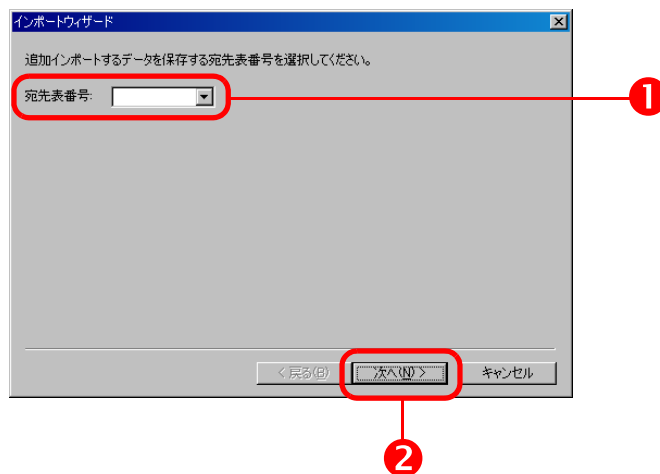 インポートウィザード
追加インポートするデータを保存する宛先表番号を選択してください。
宛先表番号:
1
< 戻る(B) 次へ(N) > キャンセル
2